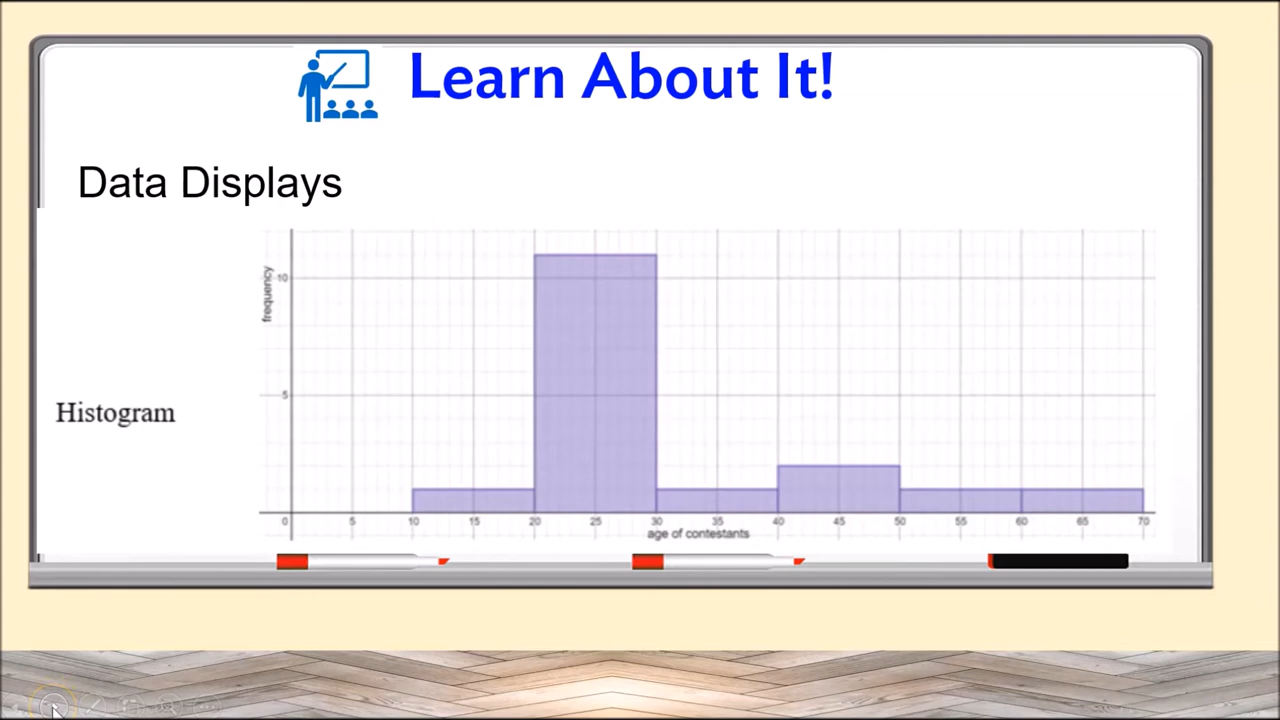 Learn About It!
Data Displays
frequency
10
5
Histogram
0 5 10 15 20 25 30 35 40 45 50 55 60 65 70
age of contestants